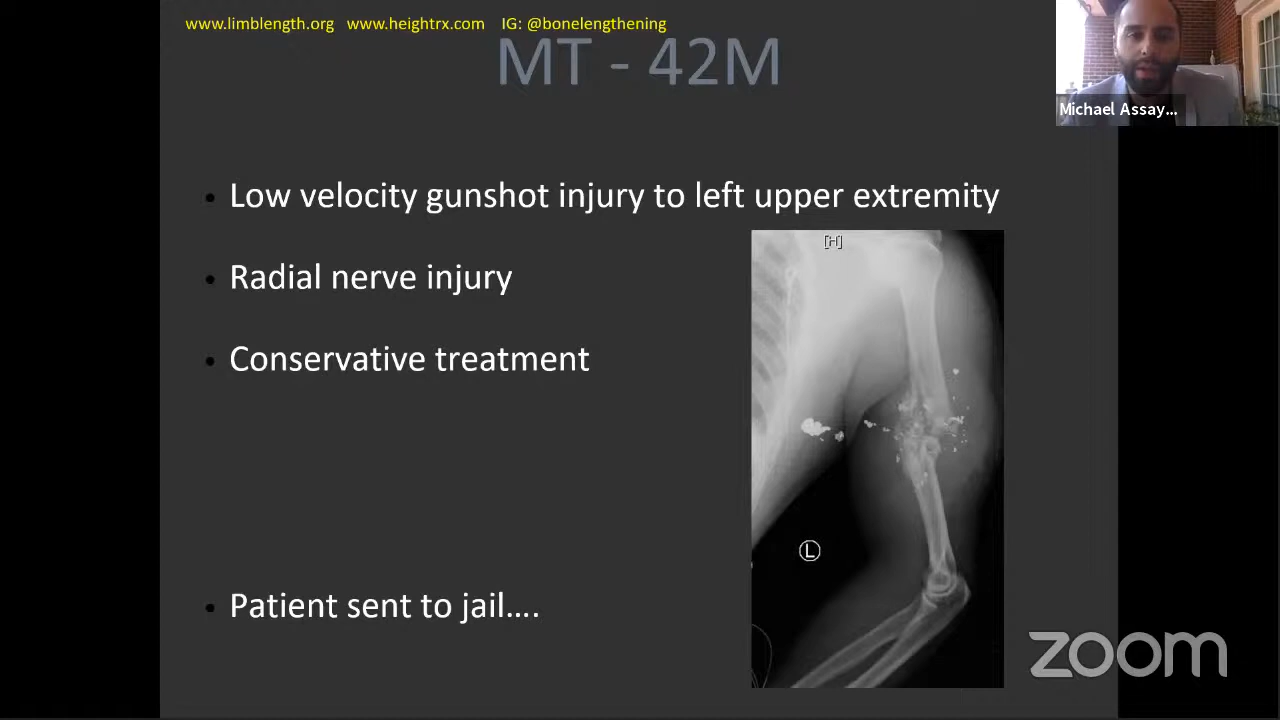 www.limblength.org www.heightrx.com IG: @bonelengthening
MT - 42M
Michael Assay...
• Low velocity gunshot injury to left upper extremity
[H]
• Radial nerve injury
• Conservative treatment
L
• Patient sent to jail....
zoom